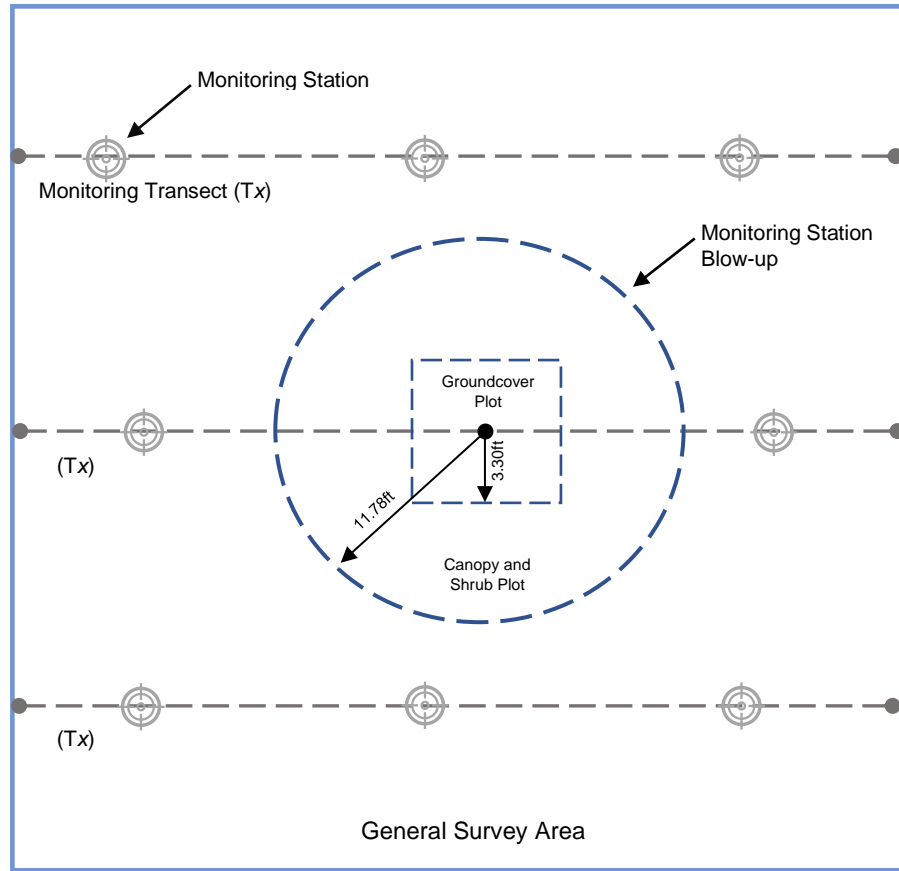 Monitoring Station
Monitoring Transect (Tx)
Monitoring Station
Blow-up
Groundcover
Plot
(Tx)
3.30ft
11.78ft
Canopy and
Shrub Plot
(Tx)
General Survey Area